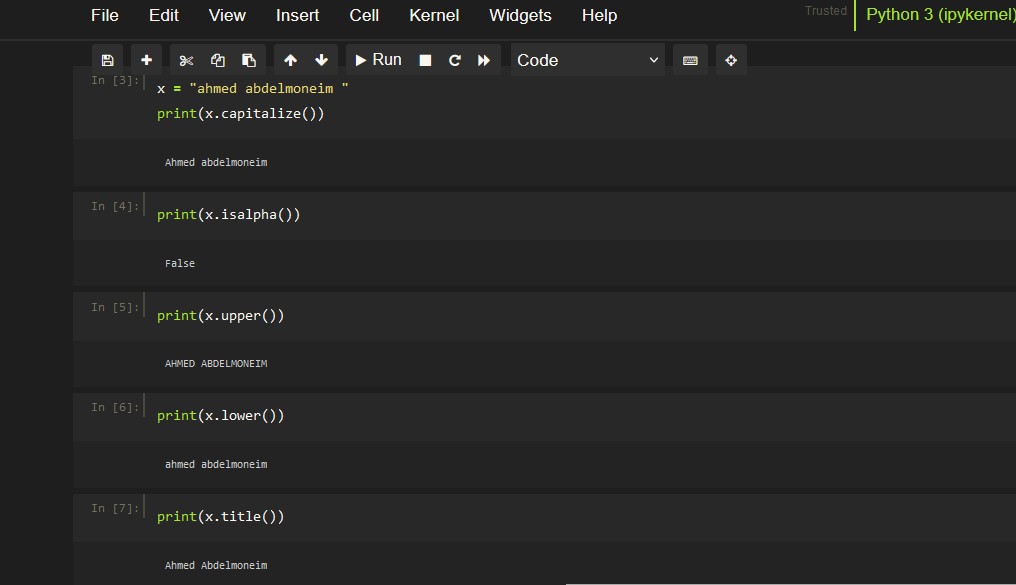 File Edit View Insert Cell Kernel Widgets Help Trusted Python 3 (ipykernel)
Run Code
In [3]: x = "ahmed abdelmoneim "
print(x.capitalize())
Ahmed abdelmoneim
In [4]: print(x.isalpha())
False
In [5]: print(x.upper())
AHMED ABDELMONEIM
In [6]: print(x.lower())
ahmed abdelmoneim
In [7]: print(x.title())
Ahmed Abdelmoneim